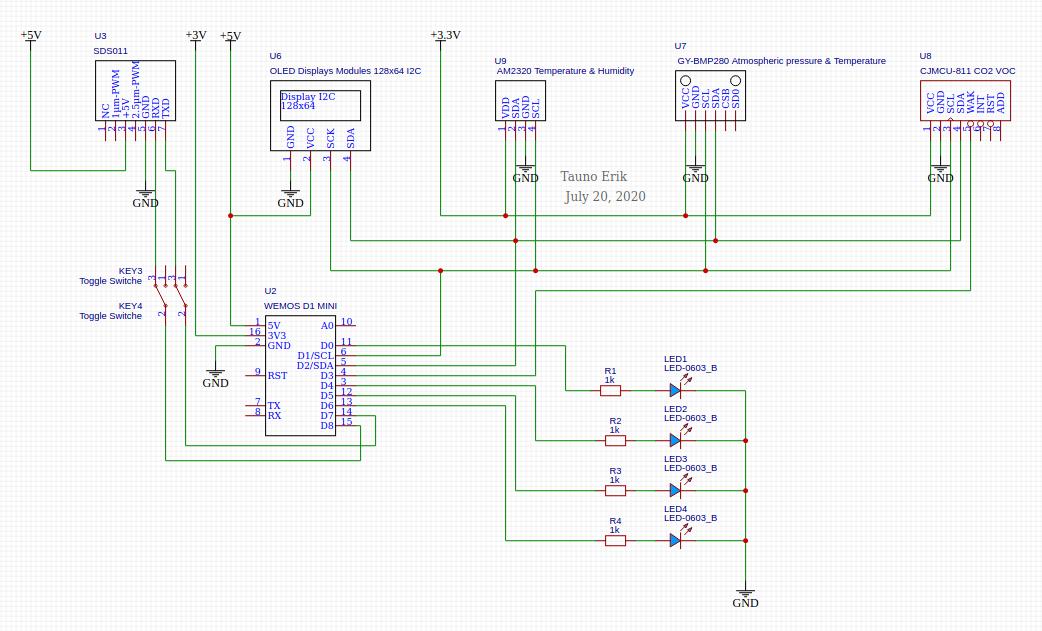 +5V
U3
SDS011
NC
1μm-PWM
+5V
2.5μm-PWM
GND
RXD
TXD
1
2
3
4
5
6
7
GND
+3V
+5V
U6
OLED Displays Modules 128x64 I2C
Display I2C
128x64
GND
VCC
SCK
SDA
1
2
3
4
GND
+3.3V
U9
AM2320 Temperature & Humidity
VDD
SDA
GND
SCL
1
2
3
4
GND
U7
GY-BMP280 Atmospheric pressure & Temperature
VCC
GND
SCL
SDA
CSB
SD0
GND
U8
CJMCU-811 CO2 VOC
VCC
GND
SCL
SDA
WAK
INT
RST
ADD
1
2
3
4
5
6
7
8
GND
Tauno Erik
July 20, 2020
KEY3
Toggle Switche
KEY4
Toggle Switche
3
1
3
1
2
2
U2
WEMOS D1 MINI
1
16
2
9
7
8
5V
3V3
GND
RST
TX
RX
A0
D0
D1/SCL
D2/SDA
D3
D4
D5
D6
D7
D8
10
11
6
5
4
3
12
13
14
15
GND
R1
1k
LED1
LED-0603_B
R2
1k
LED2
LED-0603_B
R3
1k
LED3
LED-0603_B
R4
1k
LED4
LED-0603_B
GND